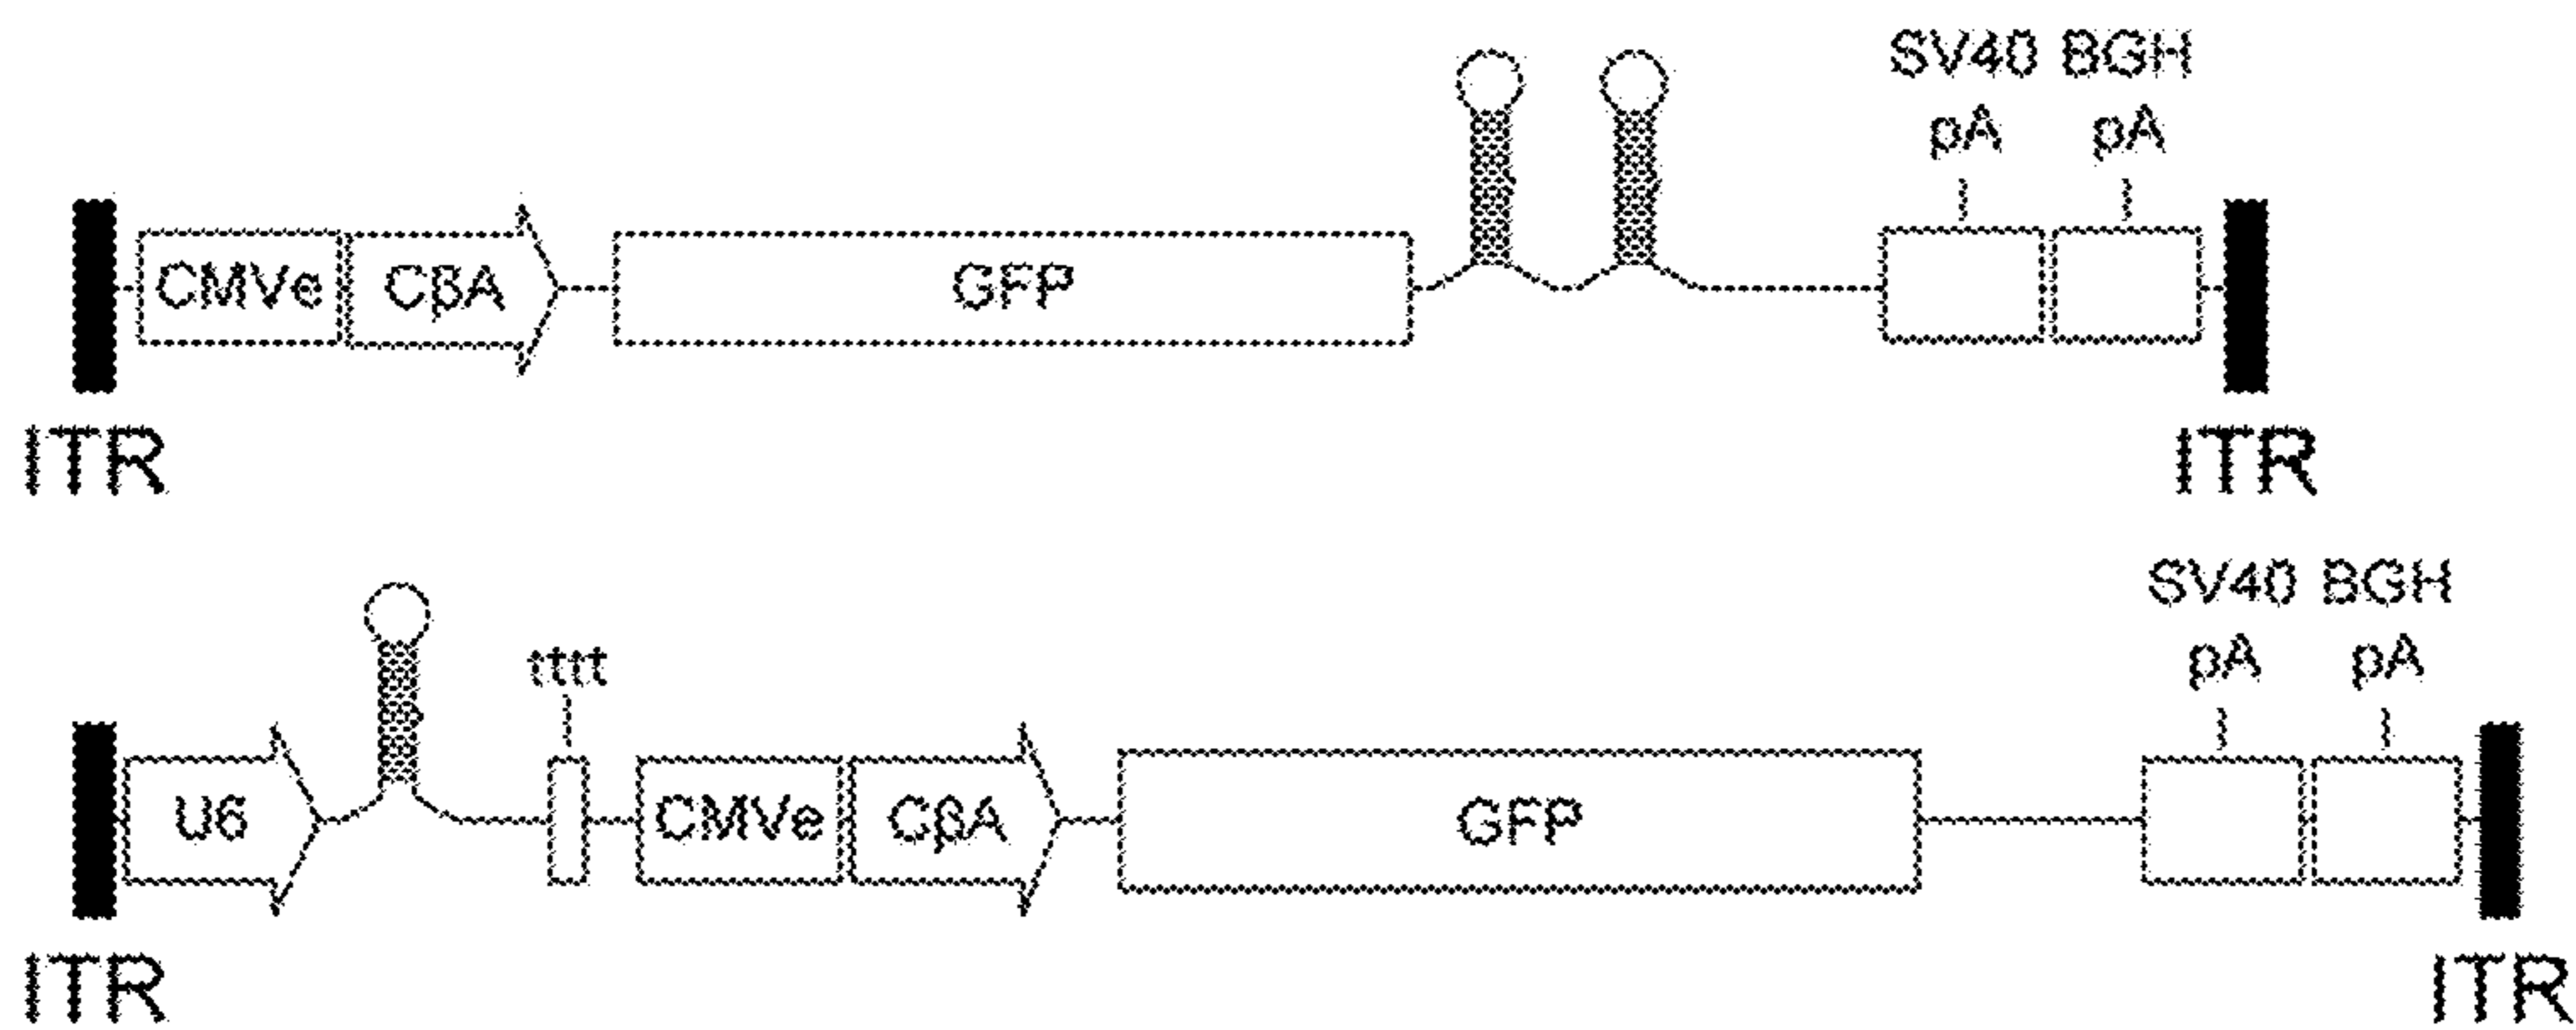 SV40 BGH
pA pA
CMVe CβA GFP
ITR ITR
SV40 BGH
tttt pA pA
U6 CMVe CβA GFP
ITR ITR